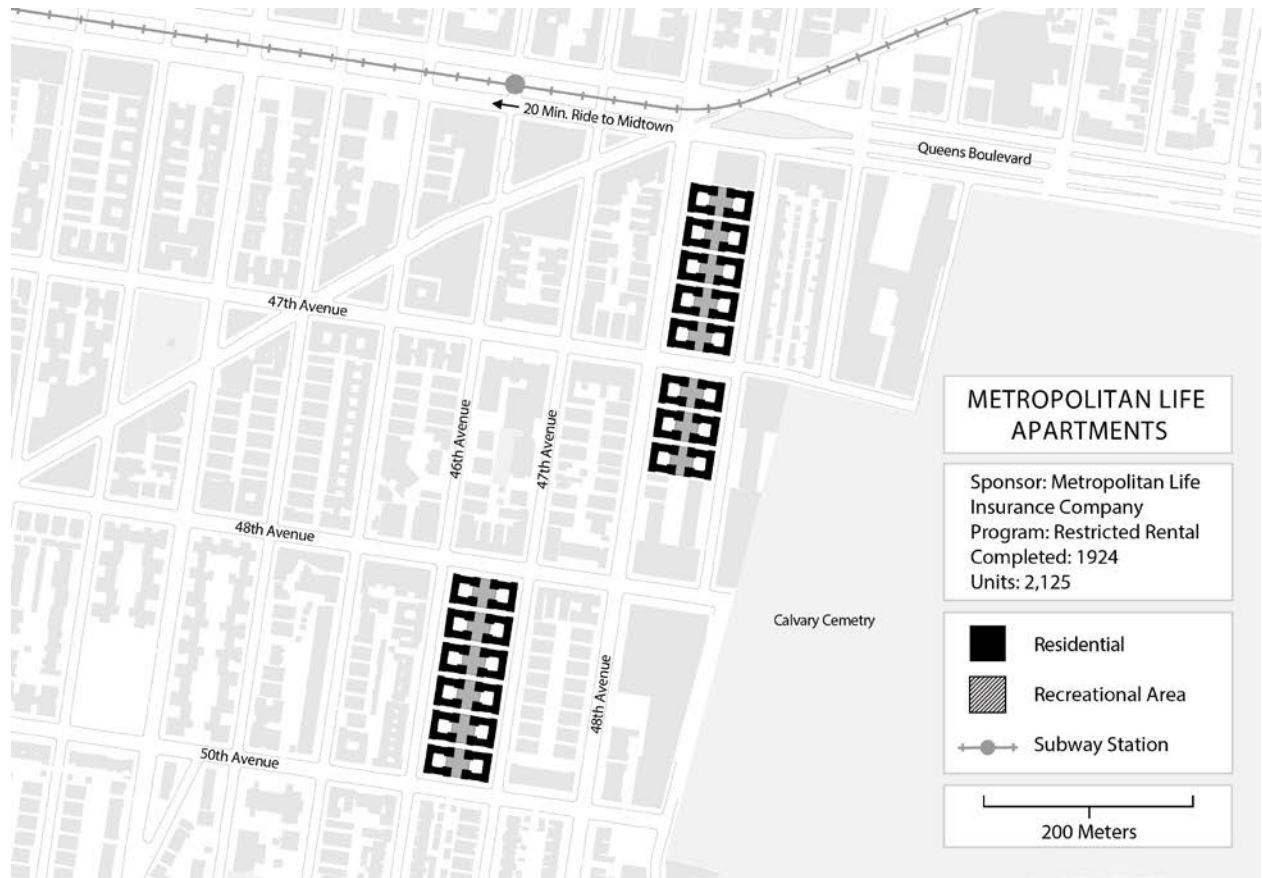 20 Min. Ride to Midtown
Queens Boulevard
47th Avenue
46th Avenue
47th Avenue
48th Avenue
48th Avenue
50th Avenue
Calvary Cemetry
METROPOLITAN LIFE
APARTMENTS
Sponsor: Metropolitan Life
Insurance Company
Program: Restricted Rental
Completed: 1924
Units: 2,125
Residential
Recreational Area
Subway Station
200 Meters